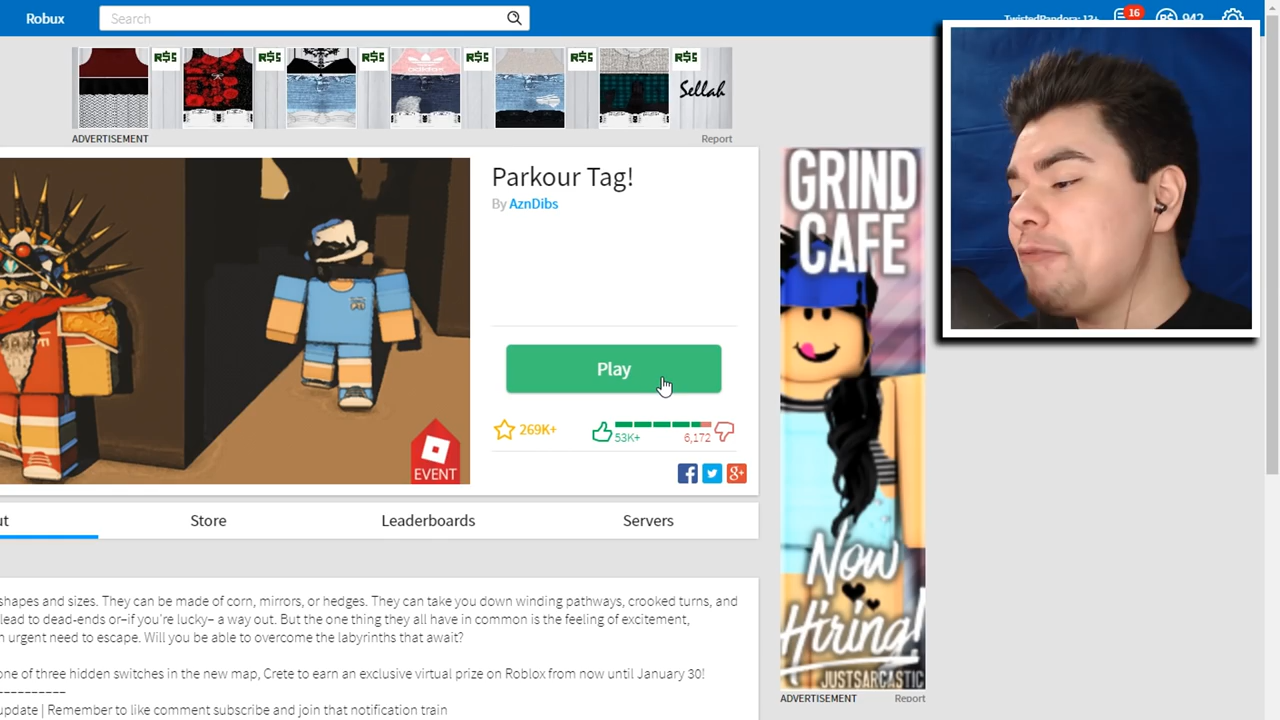 Robux
Search
TwistedPandora: 13+
16
R$ 942
R$
R$
R$
R$
R$
R$
Sellah
ADVERTISEMENT
Report
Parkour Tag!
By AznDibs
Play
269K+
53K+
6,172
EVENT
Store
Leaderboards
Servers
shapes and sizes. They can be made of corn, mirrors, or hedges. They can take you down winding pathways, crooked turns, and
lead to dead-ends or–if you're lucky– a way out. But the one thing they all have in common is the feeling of excitement,
urgent need to escape. Will you be able to overcome the labyrinths that await?
one of three hidden switches in the new map, Crete to earn an exclusive virtual prize on Roblox from now until January 30!
----------
update | Remember to like comment subscribe and join that notification train
GRIND
CAFE
Now
Hiring!
JUSTSARCASTIC
ADVERTISEMENT
Report